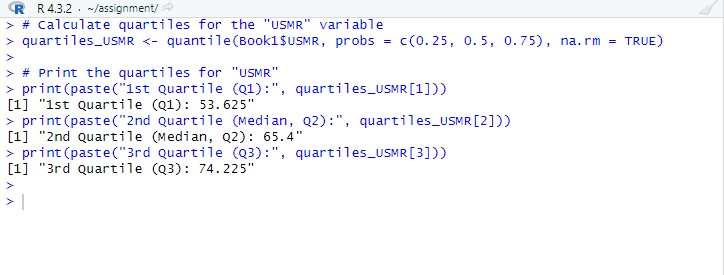 R 4.3.2 · ~/assignment/
> # Calculate quartiles for the "USMR" variable
> quartiles_USMR <- quantile(Book1$USMR, probs = c(0.25, 0.5, 0.75), na.rm = TRUE)
>
> # Print the quartiles for "USMR"
> print(paste("1st Quartile (Q1):", quartiles_USMR[1]))
[1] "1st Quartile (Q1): 53.625"
> print(paste("2nd Quartile (Median, Q2):", quartiles_USMR[2]))
[1] "2nd Quartile (Median, Q2): 65.4"
> print(paste("3rd Quartile (Q3):", quartiles_USMR[3]))
[1] "3rd Quartile (Q3): 74.225"
>
>